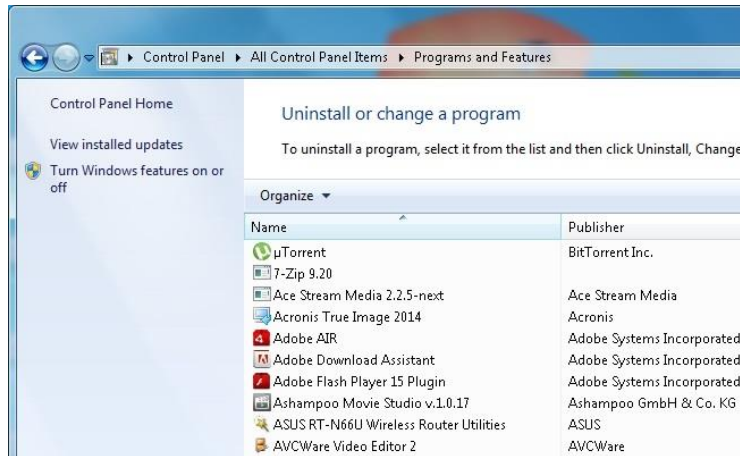 Control Panel ▸ All Control Panel Items ▸ Programs and Features
Control Panel Home
View installed updates
Turn Windows features on or
off
Uninstall or change a program
To uninstall a program, select it from the list and then click Uninstall, Change
Organize
Name Publisher
µTorrent BitTorrent Inc.
7-Zip 9.20
Ace Stream Media 2.2.5-next Ace Stream Media
Acronis True Image 2014 Acronis
Adobe AIR Adobe Systems Incorporated
Adobe Download Assistant Adobe Systems Incorporated
Adobe Flash Player 15 Plugin Adobe Systems Incorporated
Ashampoo Movie Studio v.1.0.17 Ashampoo GmbH & Co. KG
ASUS RT-N66U Wireless Router Utilities ASUS
AVCWare Video Editor 2 AVCWare